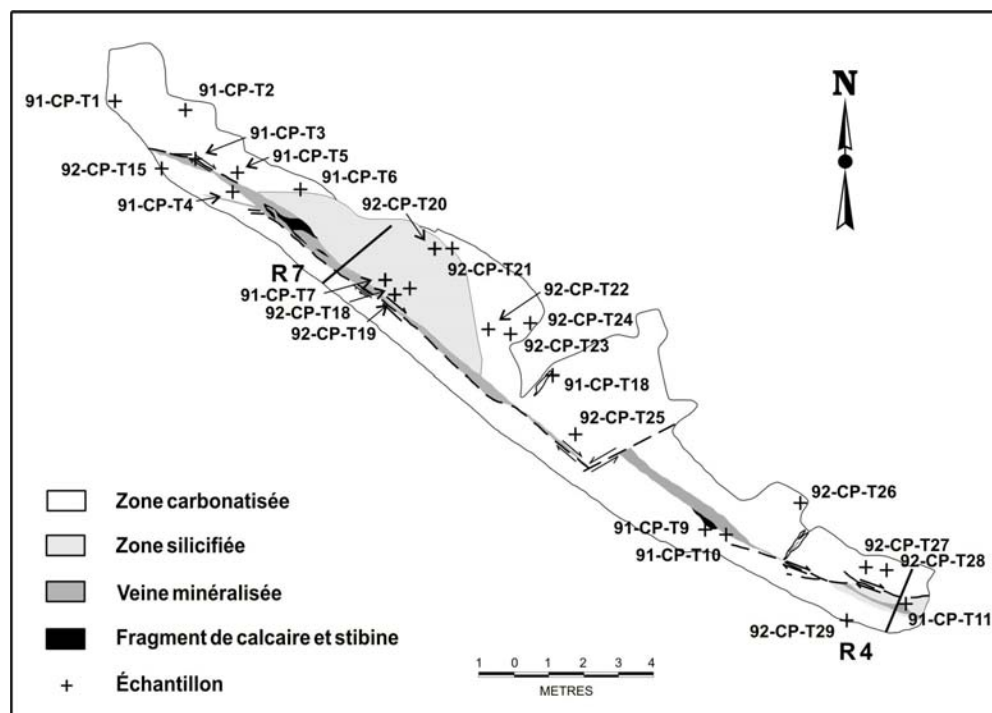 N
91-CP-T1
91-CP-T2
91-CP-T3
91-CP-T5
92-CP-T15
91-CP-T6
91-CP-T4
92-CP-T20
R 7
92-CP-T21
91-CP-T7
92-CP-T22
92-CP-T18
92-CP-T24
92-CP-T19
92-CP-T23
91-CP-T18
92-CP-T25
92-CP-T26
91-CP-T9
91-CP-T10
92-CP-T27
92-CP-T28
91-CP-T11
92-CP-T29
R 4
Zone carbonatisée
Zone silicifiée
Veine minéralisée
Fragment de calcaire et stibine
+ Échantillon
1 0 1 2 3 4
METRES